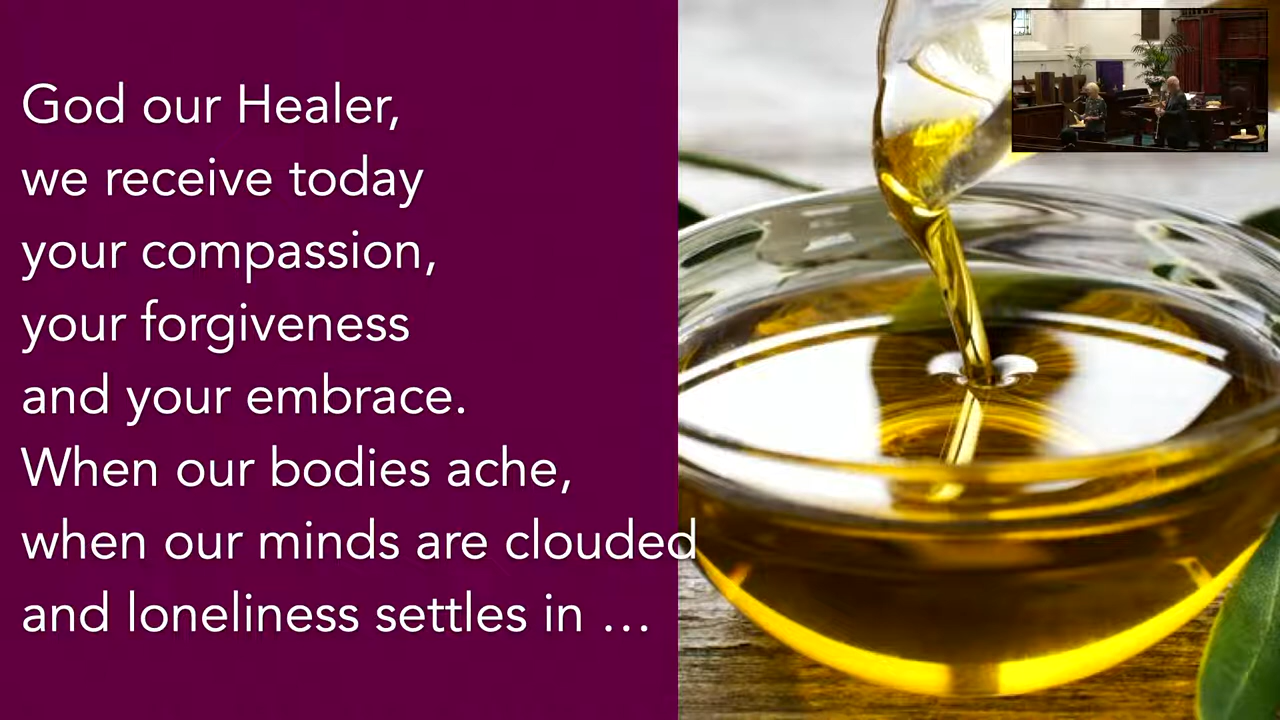 God our Healer,
we receive today
your compassion,
your forgiveness
and your embrace.
When our bodies ache,
when our minds are clouded
and loneliness settles in …